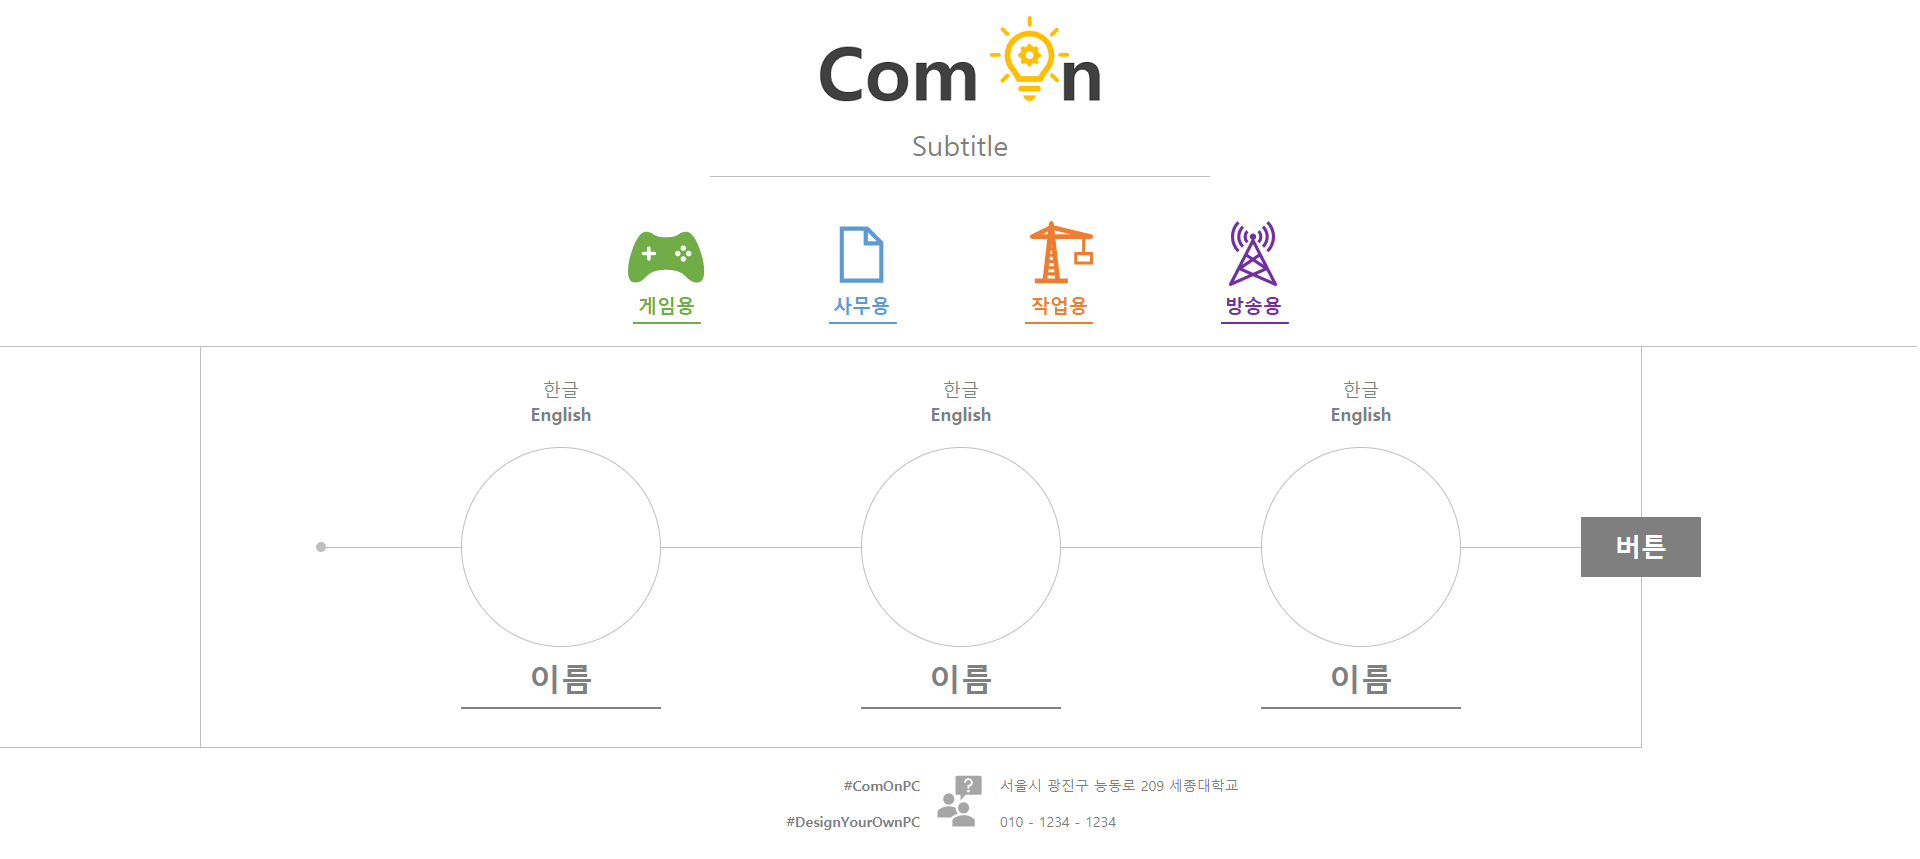 Com n
Subtitle
게임용
사무용
작업용
방송용
한글
English
한글
English
한글
English
버튼
이름
이름
이름
#ComOnPC
서울시 광진구 능동로 209 세종대학교
#DesignYourOwnPC
010 - 1234 - 1234